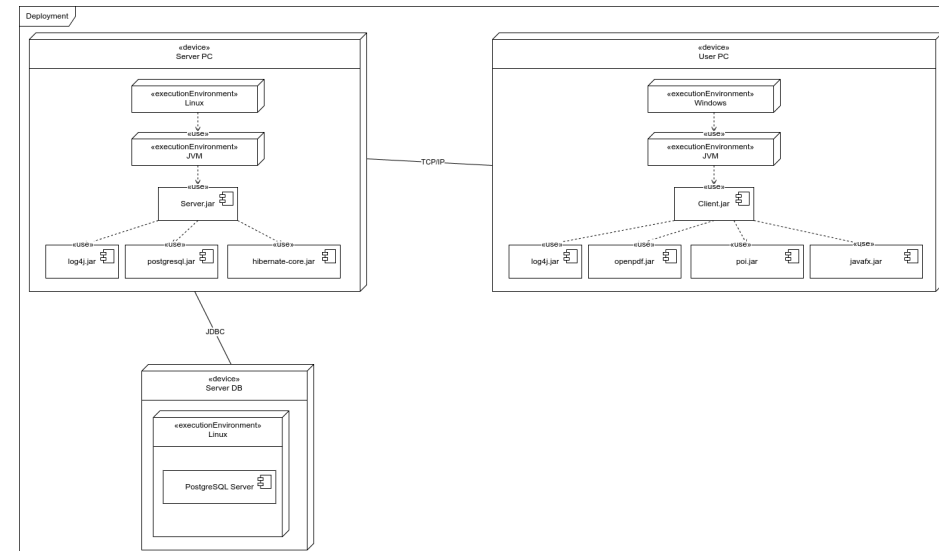 Deployment
«device»
Server PC
«executionEnvironment»
Linux
«use»
«executionEnvironment»
JVM
«use»
Server.jar
«use»
log4j.jar
«use»
postgresql.jar
«use»
hibernate-core.jar
TCP/IP
«device»
User PC
«executionEnvironment»
Windows
«use»
«executionEnvironment»
JVM
«use»
Client.jar
«use»
log4j.jar
«use»
openpdf.jar
«use»
poi.jar
«use»
javafx.jar
JDBC
«device»
Server DB
«executionEnvironment»
Linux
PostgreSQL Server